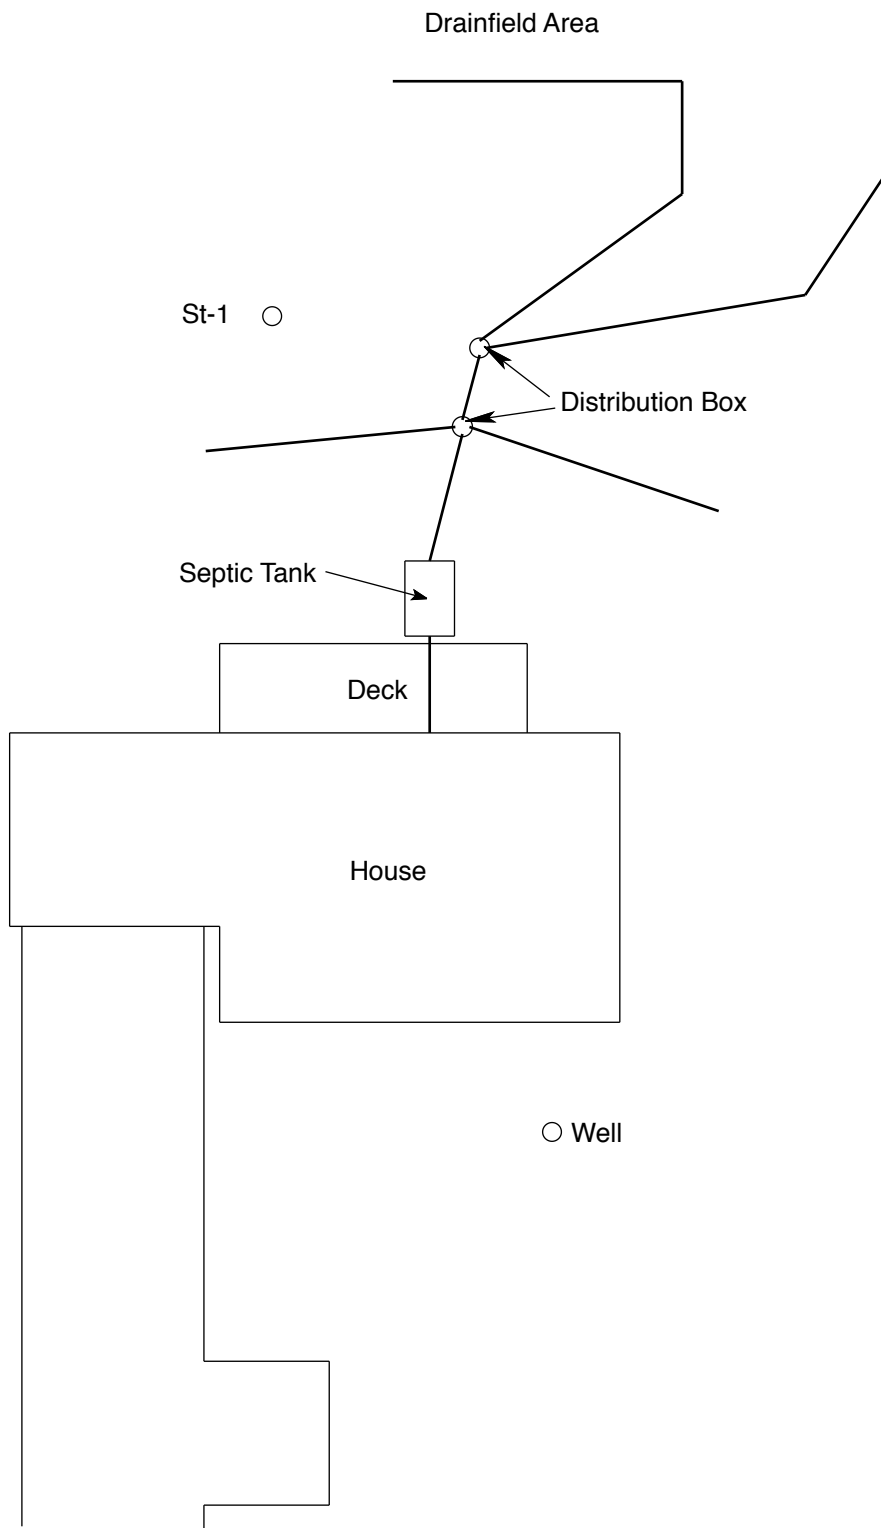 Drainfield Area
St-1
Distribution Box
Septic Tank
Deck
House
Well